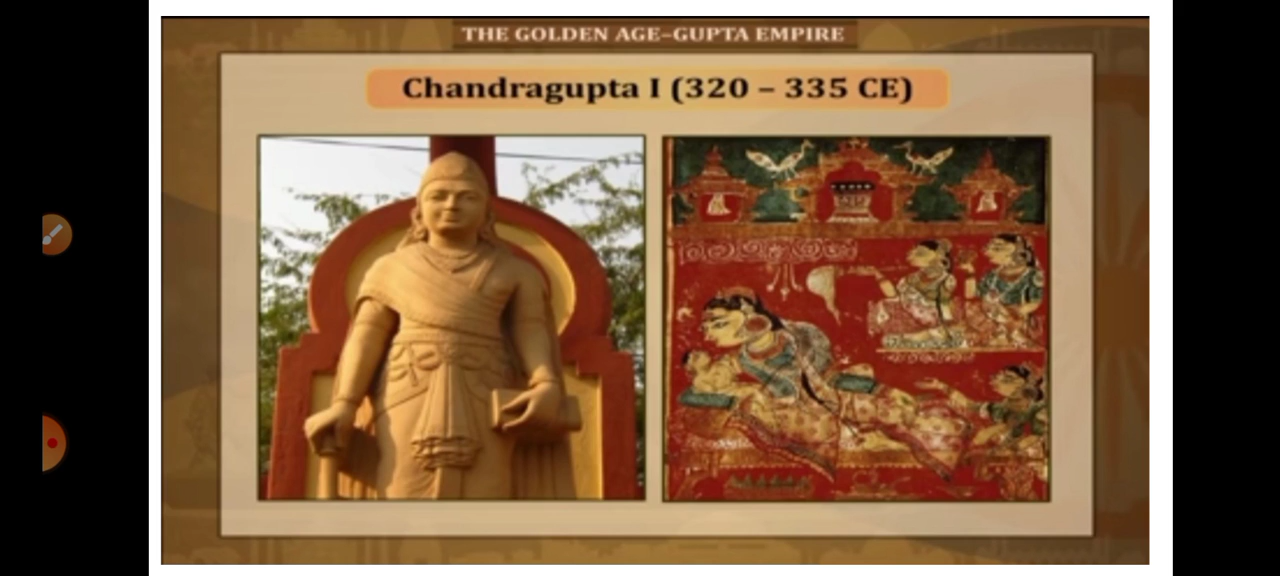 THE GOLDEN AGE–GUPTA EMPIRE
Chandragupta I (320 – 335 CE)